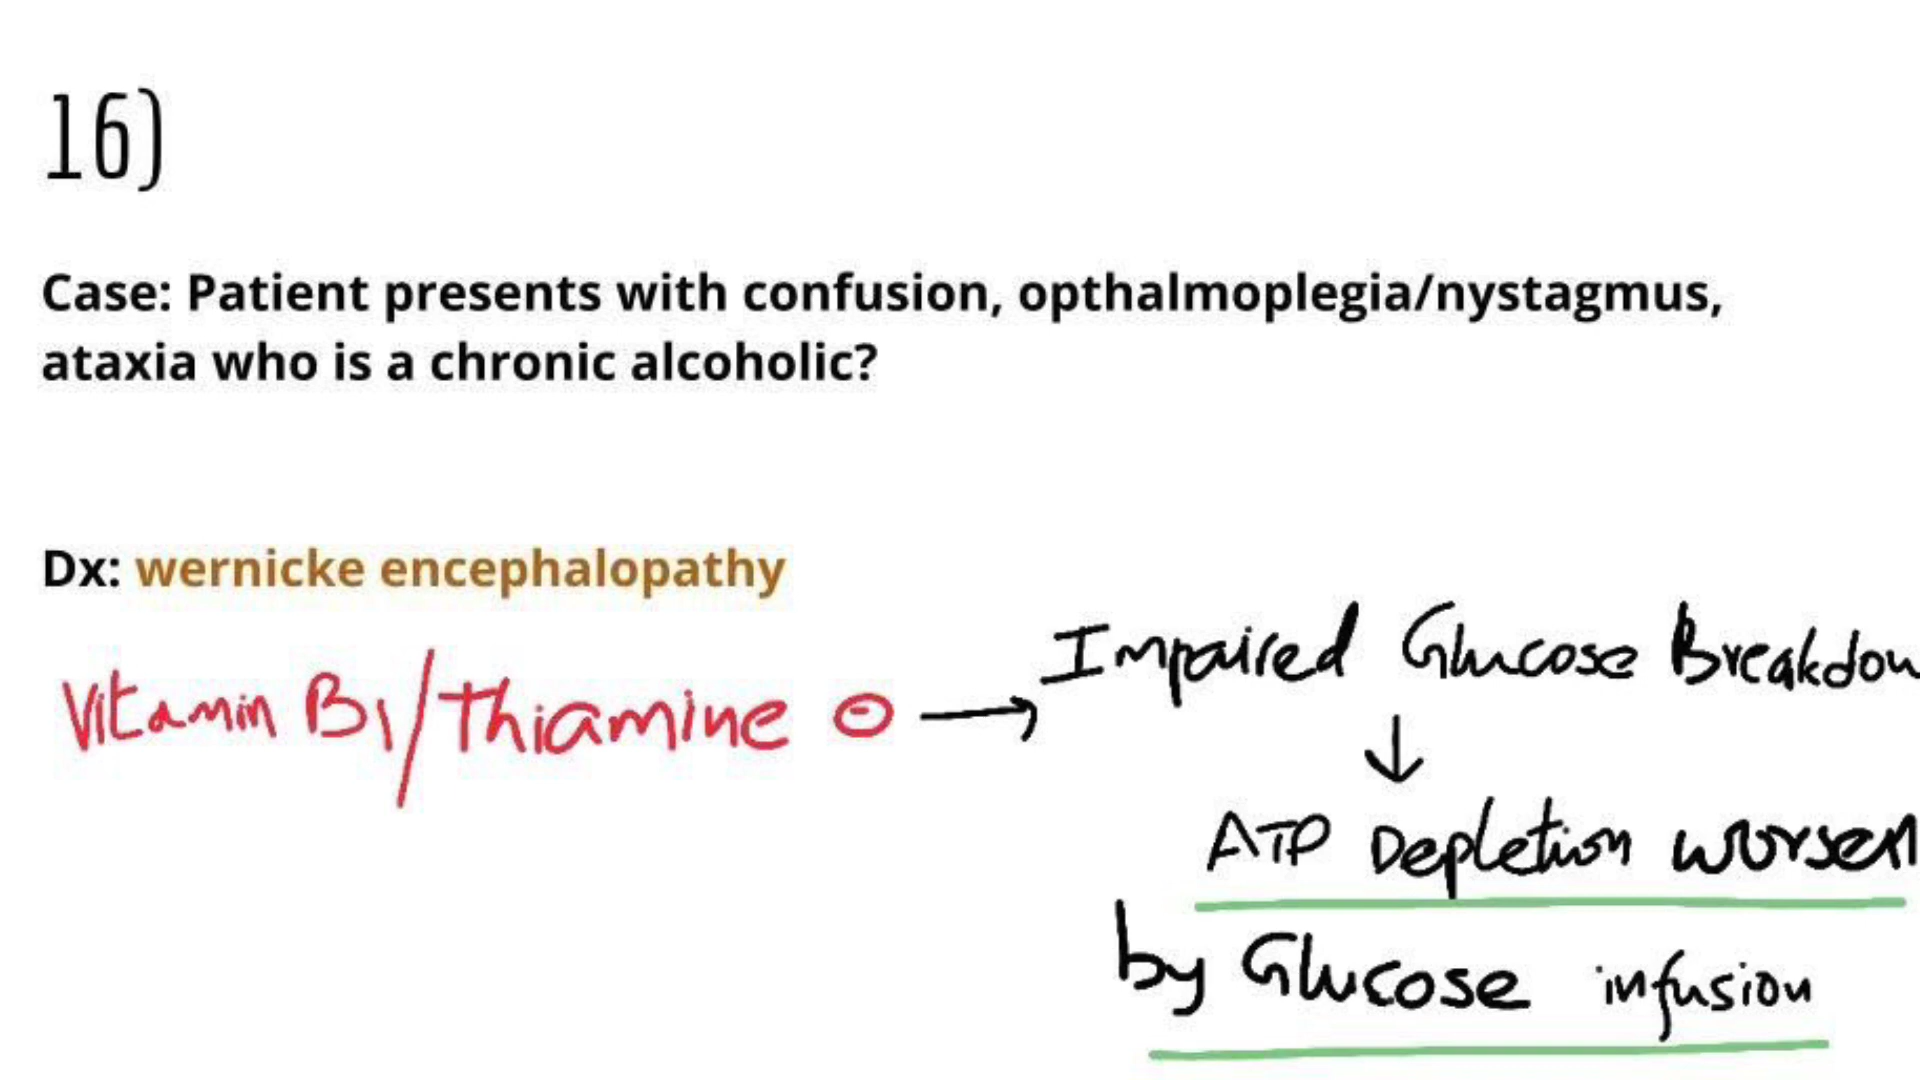 16)
Case: Patient presents with confusion, opthalmoplegia/nystagmus,
ataxia who is a chronic alcoholic?
Dx: wernicke encephalopathy
Vitamin B1/Thiamine ⊖ → Impaired Glucose Breakdow
↓
ATP Depletion worsen
by Glucose infusion